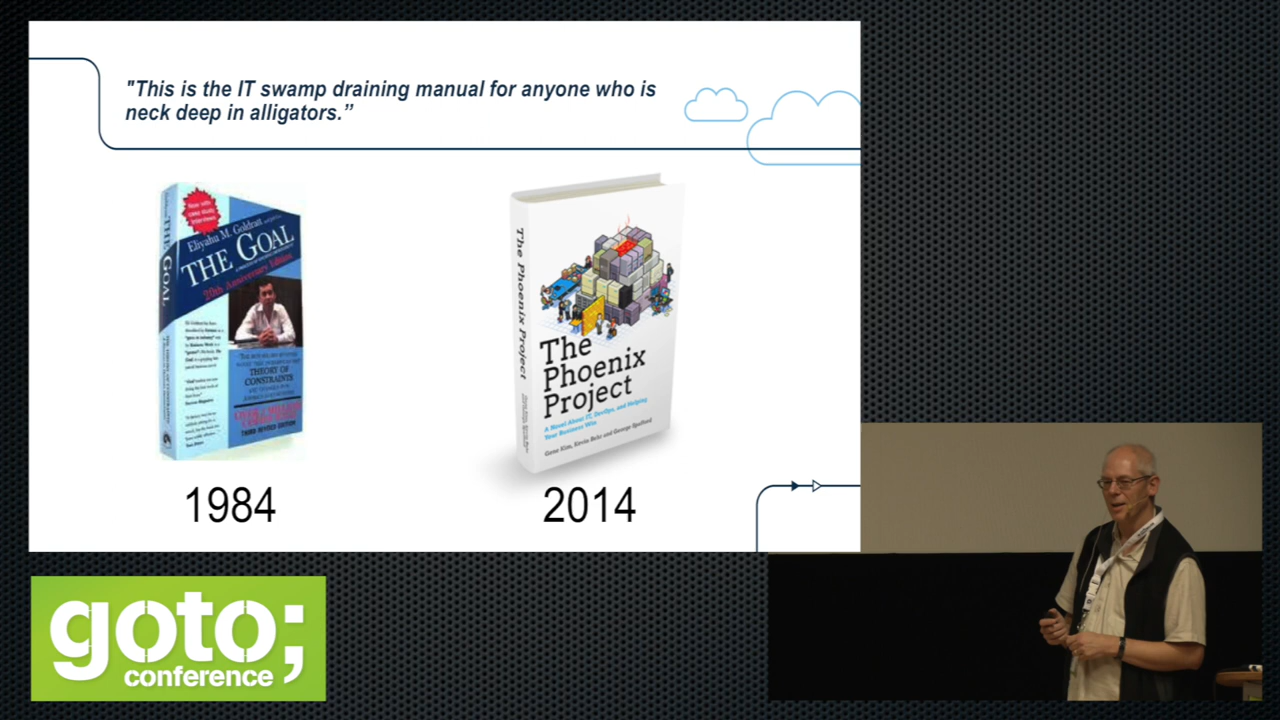 "This is the IT swamp draining manual for anyone who is
neck deep in alligators.”
THE GOAL
Eliyahu M. Goldratt
THE GOAL
20th Anniversary Edition
THEORY OF
CONSTRAINTS
THIRD REVISED EDITION
The Phoenix Project
The
Phoenix
Project
A Novel About IT, DevOps, and Helping
Your Business Win
Gene Kim, Kevin Behr and George Spafford
1984
2014
goto;
conference